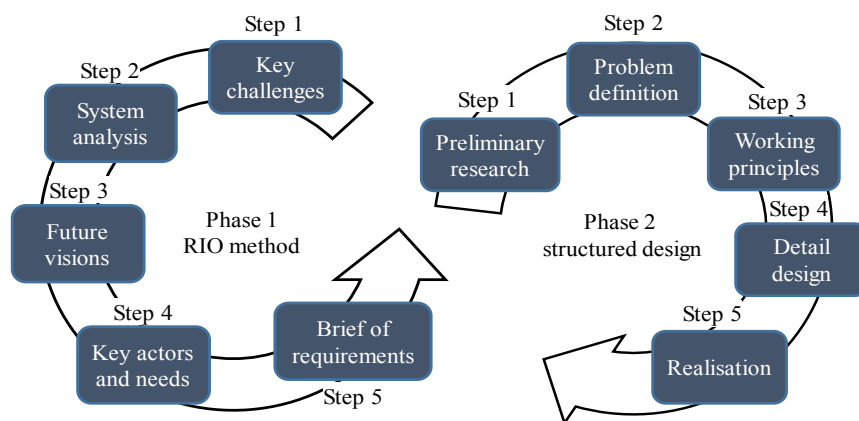 Step 1
Key
challenges
Step 2
System
analysis
Step 3
Future
visions
Phase 1
RIO method
Step 4
Key actors
and needs
Brief of
requirements
Step 5
Step 1
Preliminary
research
Step 2
Problem
definition
Step 3
Working
principles
Phase 2
structured design
Step 4
Detail
design
Step 5
Realisation